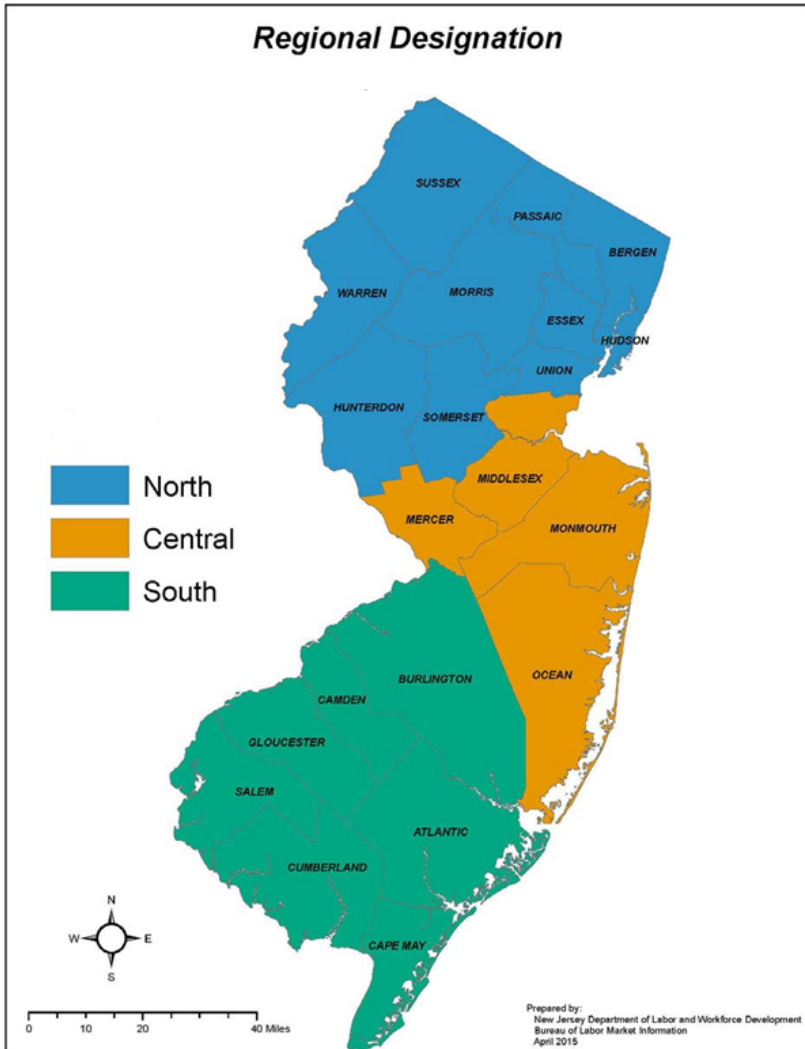 Regional Designation
SUSSEX
PASSAIC
BERGEN
WARREN
MORRIS
ESSEX
HUDSON
UNION
HUNTERDON
SOMERSET
MIDDLESEX
MERCER
MONMOUTH
North
Central
South
OCEAN
BURLINGTON
CAMDEN
GLOUCESTER
SALEM
ATLANTIC
CUMBERLAND
CAPE MAY
N
W E
S
0 10 20 40 Miles
Prepared by:
New Jersey Department of Labor and Workforce Development
Bureau of Labor Market Information
April 2015